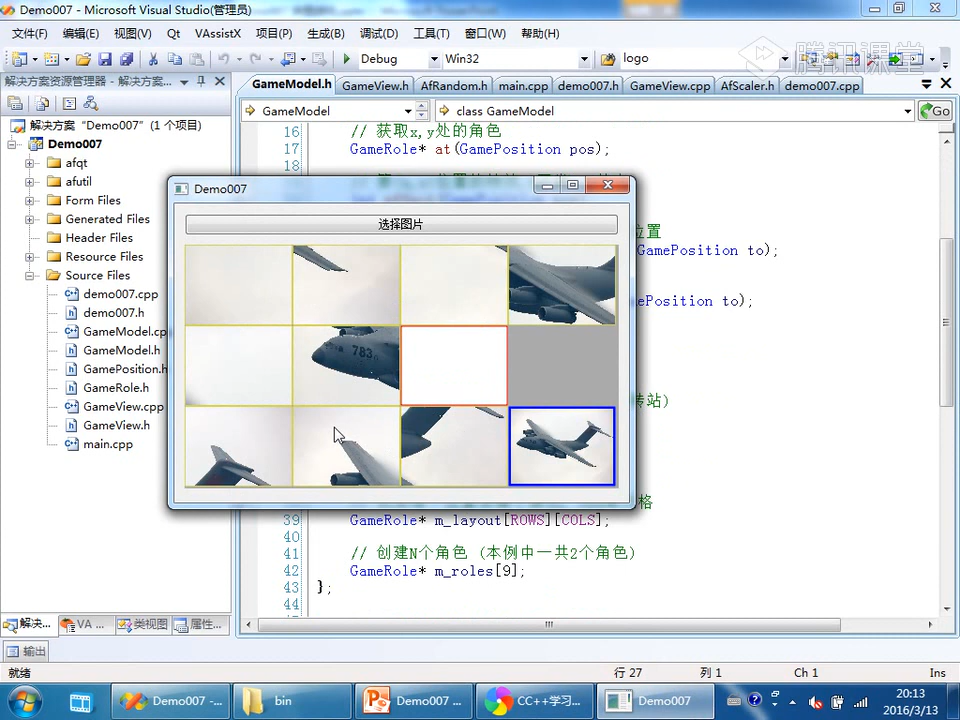 Demo007 - Microsoft Visual Studio(管理员)
文件(F) 编辑(E) 视图(V) Qt VAssistX 项目(P) 生成(B) 调试(D) 工具(T) 窗口(W) 帮助(H)
Debug Win32 logo
腾讯课堂
解决方案资源管理器 - 解决方案...
GameModel.h GameView.h AfRandom.h main.cpp demo007.h GameView.cpp AfScaler.h demo007.cpp
GameModel class GameModel Go
解决方案 "Demo007" (1 个项目)
Demo007
afqt
afutil
Form Files
Generated Files
Header Files
Resource Files
Source Files
demo007.cpp
demo007.h
GameModel.cp
GameModel.h
GamePosition.h
GameRole.h
GameView.cpp
GameView.h
main.cpp
16 // 获取x,y处的角色
17 GameRole* at(GamePosition pos);
18
位置
GamePosition to);
ePosition to);
转站)
格
39 GameRole* m_layout[ROWS][COLS];
40
41 // 创建N个角色 (本例中一共2个角色)
42 GameRole* m_roles[9];
43 };
44
Demo007
选择图片
783
解决... VA ... 类视图 属性...
输出
就绪 行 27 列 1 Ch 1 Ins
Demo007 -... bin Demo007 ... CC++学习... Demo007
20:13
2016/3/13